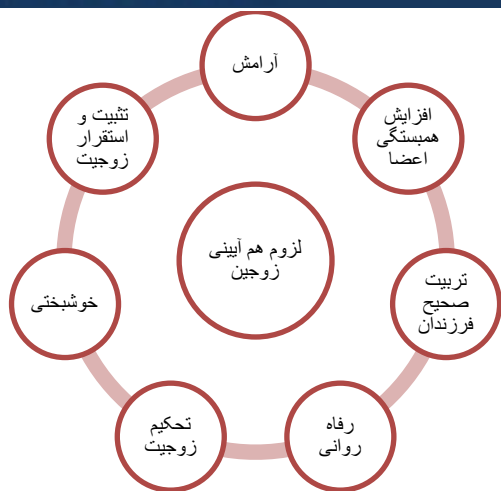 آرامش
افزایش
همبستگی
اعضا
تربیت
صحیح
فرزندان
رفاه
روانی
تحکیم
زوجیت
خوشبختی
تثبیت و
استقرار
زوجیت
لزوم هم آیینی
زوجین